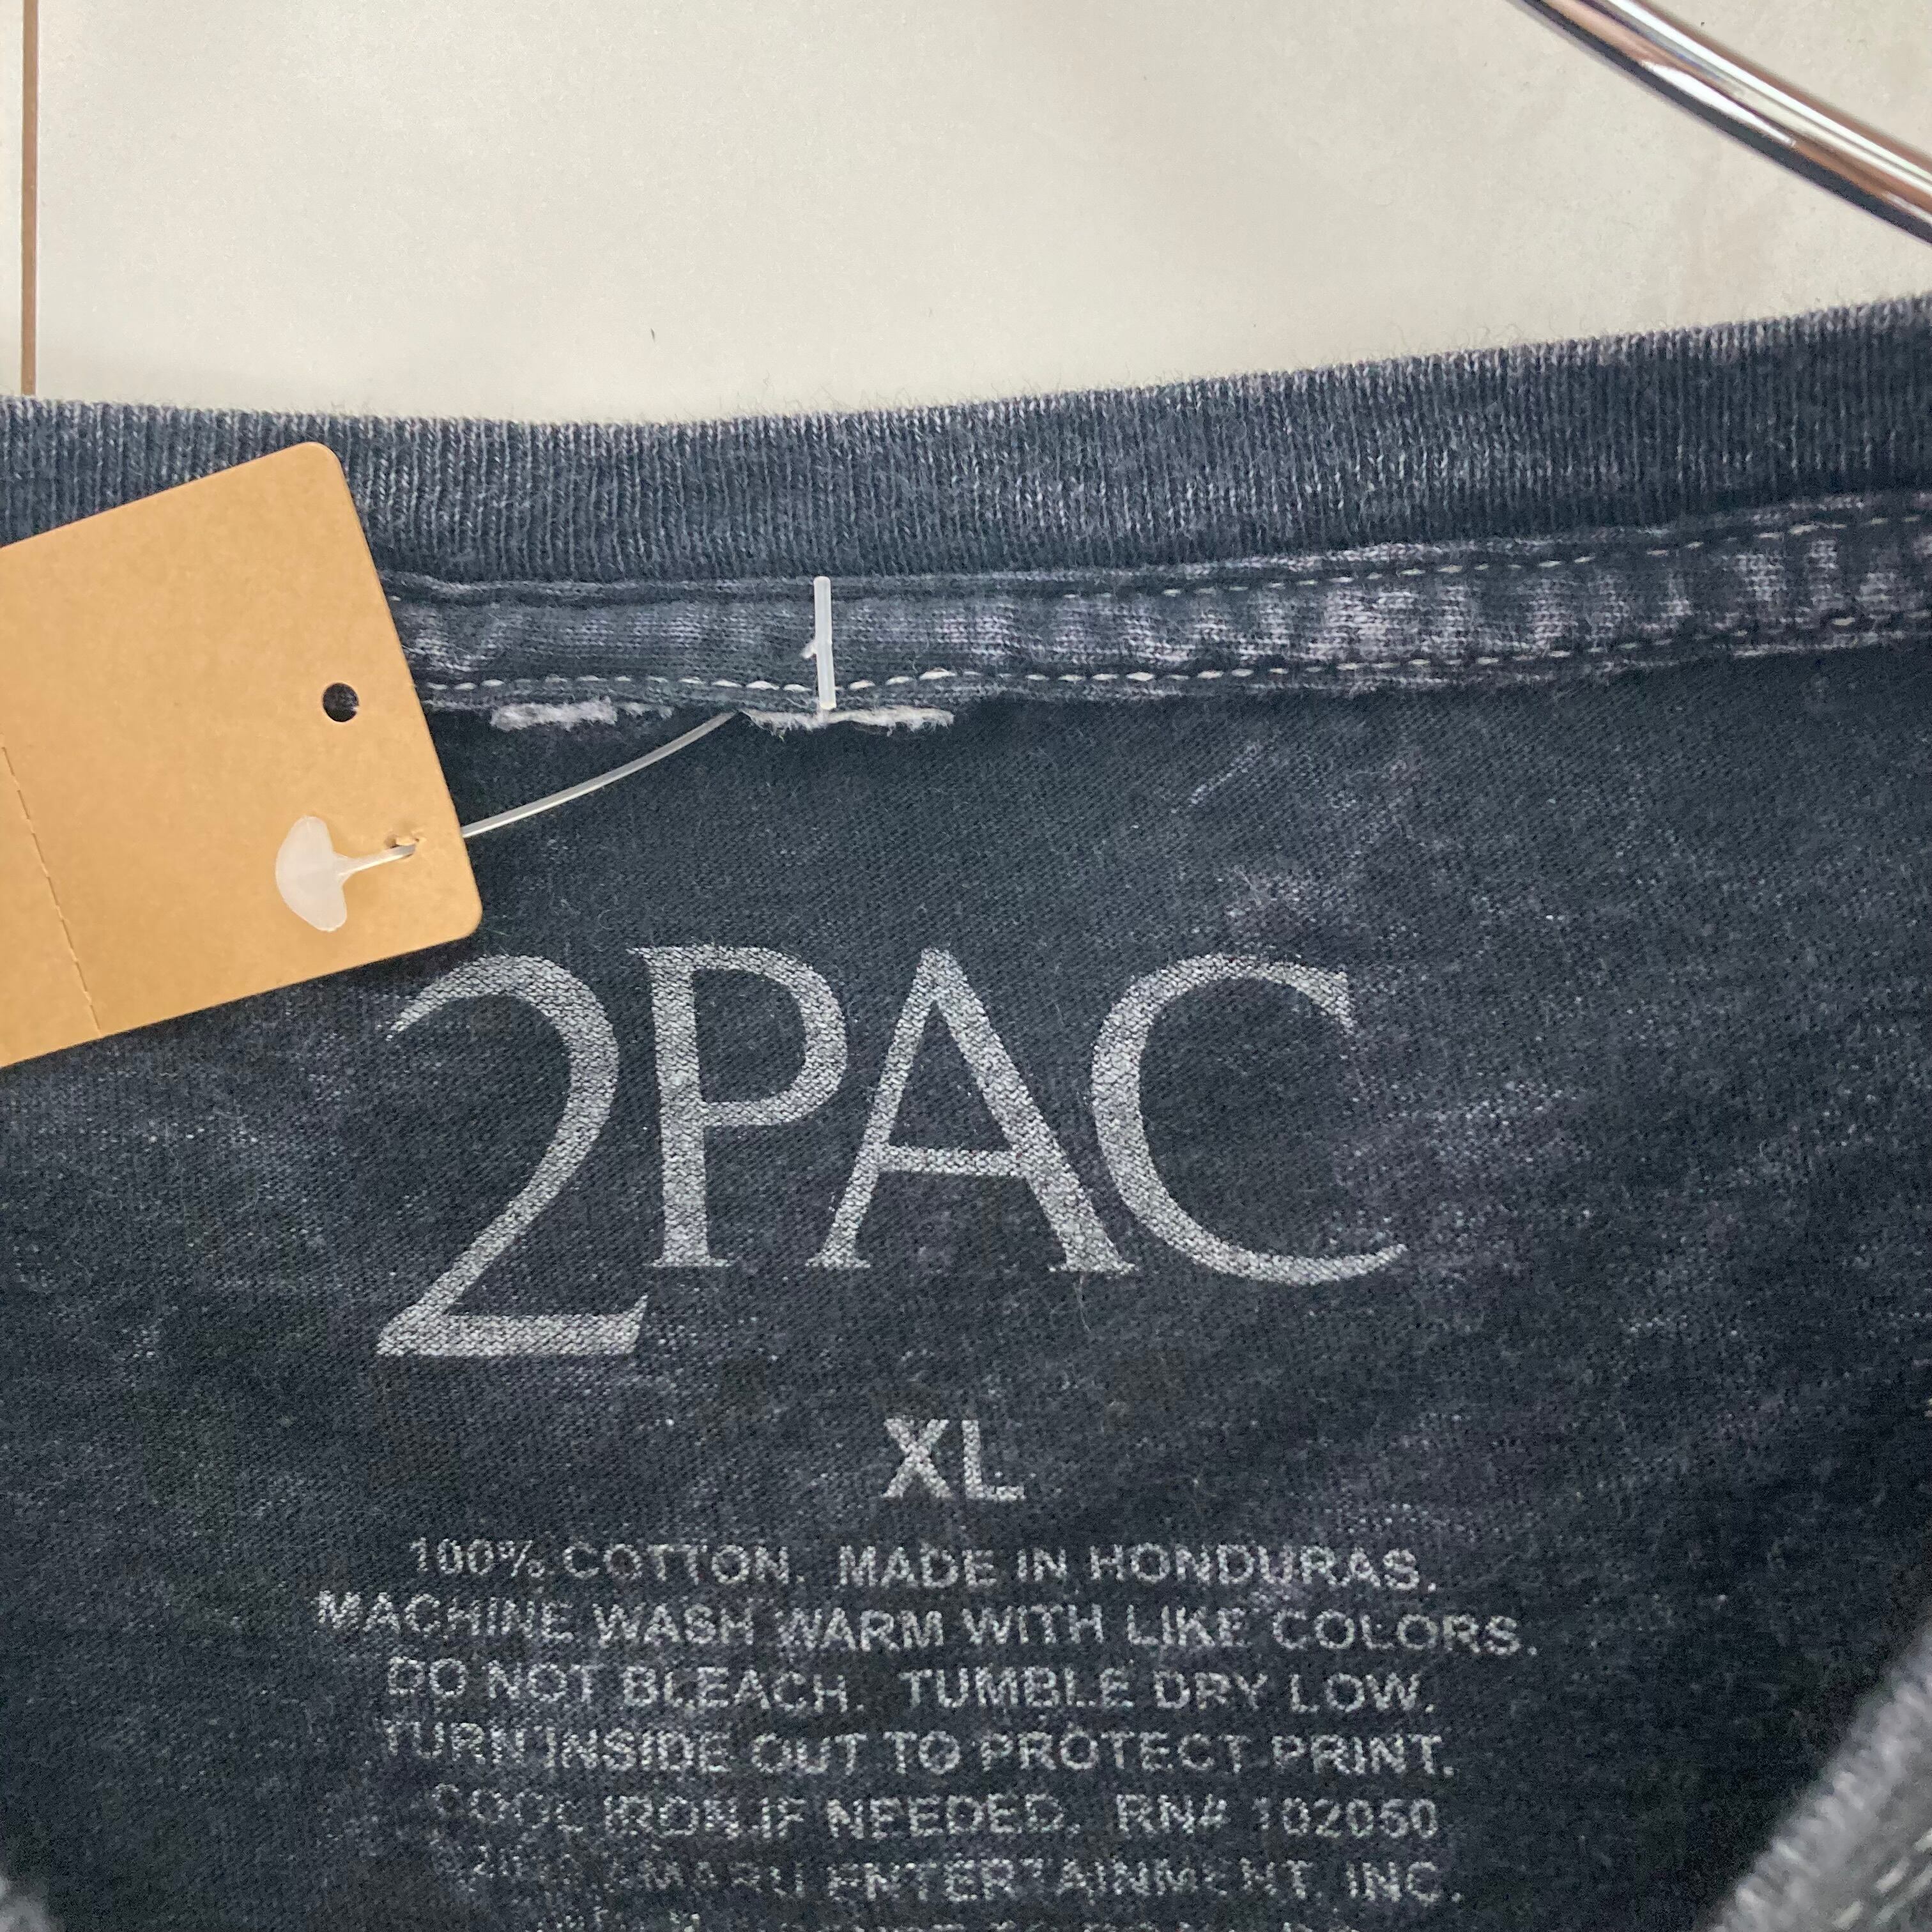 2PAC
XL
100% COTTON. MADE IN HONDURAS.
MACHINE WASH WARM WITH LIKE COLORS.
DO NOT BLEACH. TUMBLE DRY LOW.
TURN INSIDE OUT TO PROTECT PRINT.
COOL IRON IF NEEDED. RN# 102050
AMARU ENTERTAINMENT, INC.